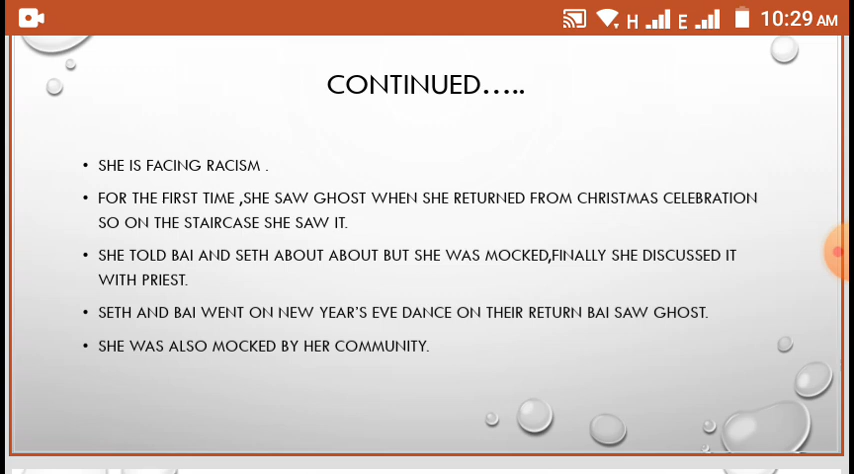 H E 10:29 AM
CONTINUED…..
• SHE IS FACING RACISM .
• FOR THE FIRST TIME ,SHE SAW GHOST WHEN SHE RETURNED FROM CHRISTMAS CELEBRATION
SO ON THE STAIRCASE SHE SAW IT.
• SHE TOLD BAI AND SETH ABOUT ABOUT BUT SHE WAS MOCKED,FINALLY SHE DISCUSSED IT
WITH PRIEST.
• SETH AND BAI WENT ON NEW YEAR'S EVE DANCE ON THEIR RETURN BAI SAW GHOST.
• SHE WAS ALSO MOCKED BY HER COMMUNITY.